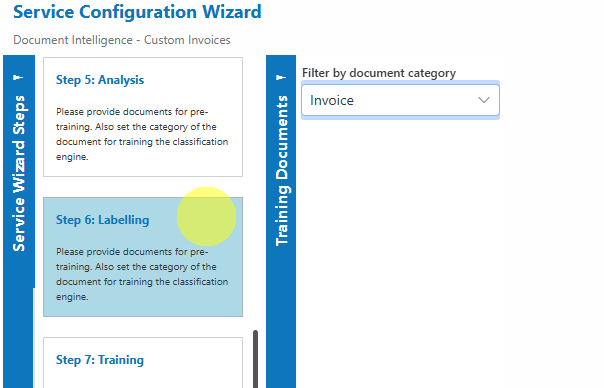 Service Configuration Wizard
Document Intelligence - Custom Invoices
Service Wizard Steps
Step 5: Analysis
Please provide documents for pre-
training. Also set the category of the
document for training the classification
engine.
Step 6: Labelling
Please provide documents for pre-
training. Also set the category of the
document for training the classification
engine.
Step 7: Training
Training Documents
Filter by document category
Invoice